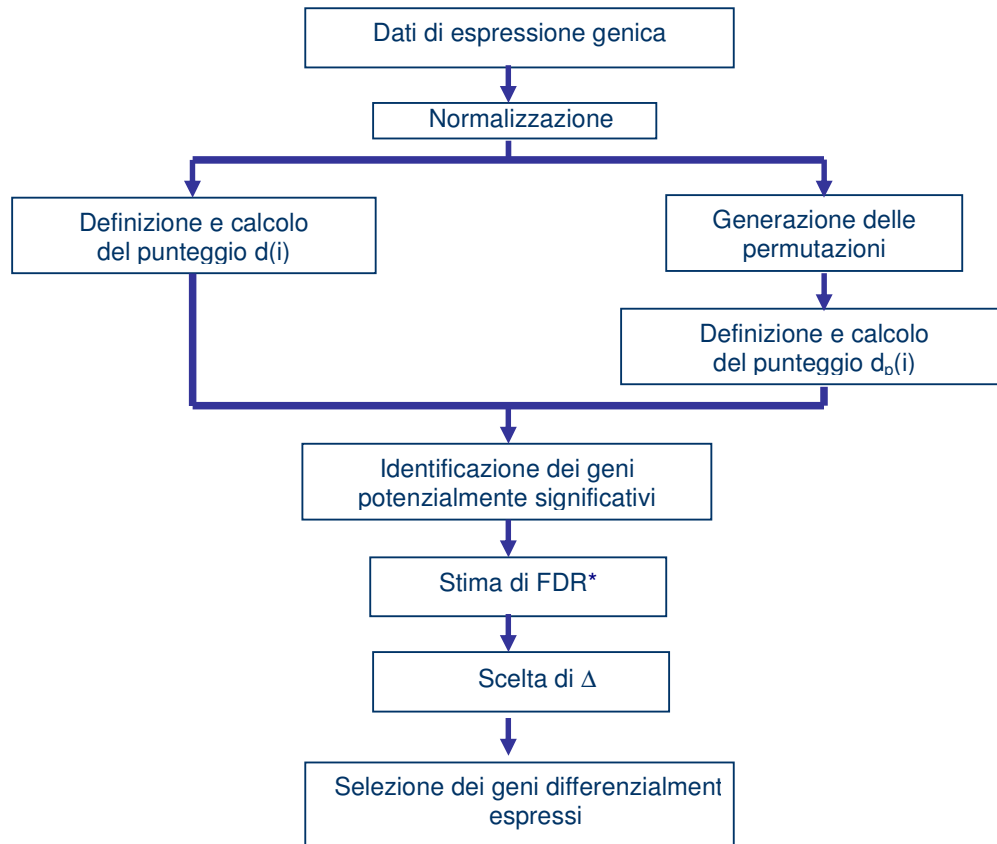 Dati di espressione genica
Normalizzazione
Definizione e calcolo
del punteggio d(i)
Generazione delle
permutazioni
Definizione e calcolo
del punteggio dₚ(i)
Identificazione dei geni
potenzialmente significativi
Stima di FDR*
Scelta di Δ
Selezione dei geni differenzialment
espressi